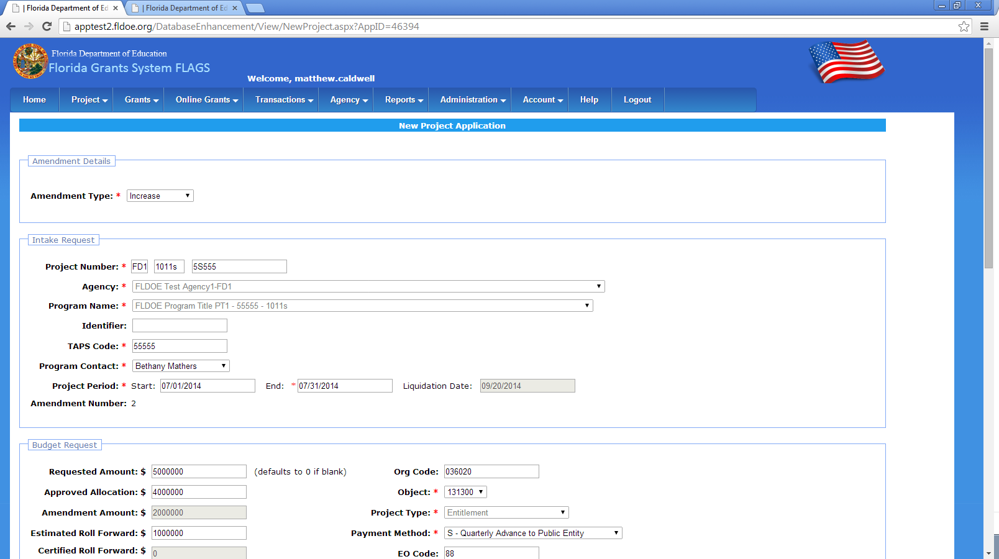 | Florida Department of Ed
| Florida Department of Ed
apptest2.fldoe.org/DatabaseEnhancement/View/NewProject.aspx?AppID=46394
Florida Department of Education
Florida Grants System FLAGS
Welcome, matthew.caldwell
Home Project Grants Online Grants Transactions Agency Reports Administration Account Help Logout
New Project Application
Amendment Details
Amendment Type: * Increase
Intake Request
Project Number: * FD1 1011s 5S555
Agency: * FLDOE Test Agency1-FD1
Program Name: * FLDOE Program Title PT1 - 55555 - 1011s
Identifier:
TAPS Code: * 55555
Program Contact: * Bethany Mathers
Project Period: * Start: 07/01/2014 End: * 07/31/2014 Liquidation Date: 09/20/2014
Amendment Number: 2
Budget Request
Requested Amount: $ 5000000 (defaults to 0 if blank) Org Code: 036020
Approved Allocation: $ 4000000 Object: * 131300
Amendment Amount: $ 2000000 Project Type: * Entitlement
Estimated Roll Forward: $ 1000000 Payment Method: * S - Quarterly Advance to Public Entity
Certified Roll Forward: $ 0 EO Code: 88